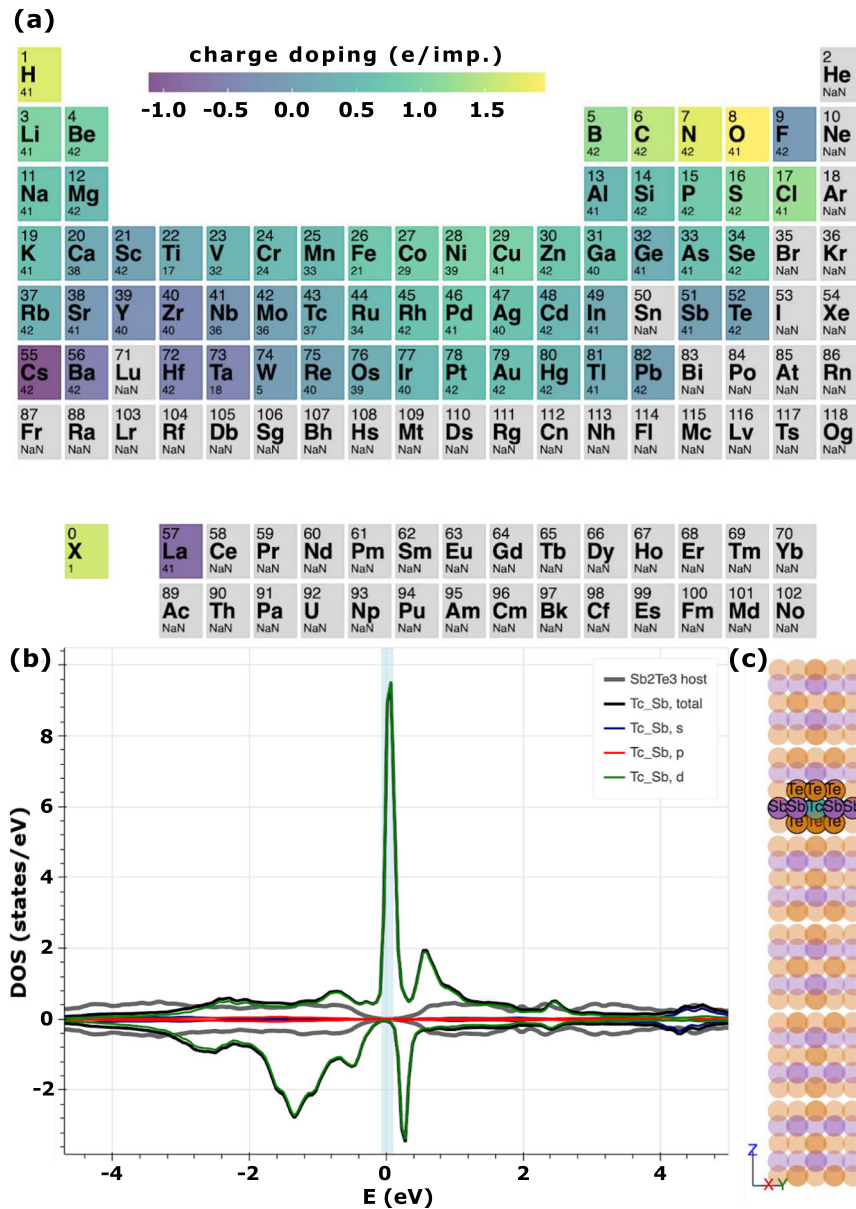 (a)
charge doping (e/imp.)
-1.0 -0.5 0.0 0.5 1.0 1.5
1 2
H He
41 NaN
3 4 5 6 7 8 9 10
Li Be B C N O F Ne
41 42 42 42 42 41 42 NaN
11 12 13 14 15 16 17 18
Na Mg Al Si P S Cl Ar
41 42 41 42 42 42 41 NaN
19 20 21 22 23 24 25 26 27 28 29 30 31 32 33 34 35 36
K Ca Sc Ti V Cr Mn Fe Co Ni Cu Zn Ga Ge As Se Br Kr
41 38 42 17 32 24 33 21 29 39 41 42 40 41 41 42 NaN NaN
37 38 39 40 41 42 43 44 45 46 47 48 49 50 51 52 53 54
Rb Sr Y Zr Nb Mo Tc Ru Rh Pd Ag Cd In Sn Sb Te I Xe
42 41 40 40 36 36 37 34 42 41 40 42 41 NaN 41 42 NaN NaN
55 56 71 72 73 74 75 76 77 78 79 80 81 82 83 84 85 86
Cs Ba Lu Hf Ta W Re Os Ir Pt Au Hg Tl Pb Bi Po At Rn
42 42 NaN 42 18 5 40 39 40 42 42 42 41 42 NaN NaN NaN NaN
87 88 103 104 105 106 107 108 109 110 111 112 113 114 115 116 117 118
Fr Ra Lr Rf Db Sg Bh Hs Mt Ds Rg Cn Nh Fl Mc Lv Ts Og
NaN NaN NaN NaN NaN NaN NaN NaN NaN NaN NaN NaN NaN NaN NaN NaN NaN NaN
0 57 58 59 60 61 62 63 64 65 66 67 68 69 70
X La Ce Pr Nd Pm Sm Eu Gd Tb Dy Ho Er Tm Yb
1 41 NaN NaN NaN NaN NaN NaN NaN NaN NaN NaN NaN NaN NaN
89 90 91 92 93 94 95 96 97 98 99 100 101 102
Ac Th Pa U Np Pu Am Cm Bk Cf Es Fm Md No
NaN NaN NaN NaN NaN NaN NaN NaN NaN NaN NaN NaN NaN NaN
(b)
Sb2Te3 host
Tc_Sb, total
Tc_Sb, s
Tc_Sb, p
Tc_Sb, d
DOS (states/eV)
8
6
4
2
0
-2
-4 -2 0 2 4
E (eV)
(c)
Te Te Te
Sb Sb Tc Sb Sb
Te Te Te
Z
X Y